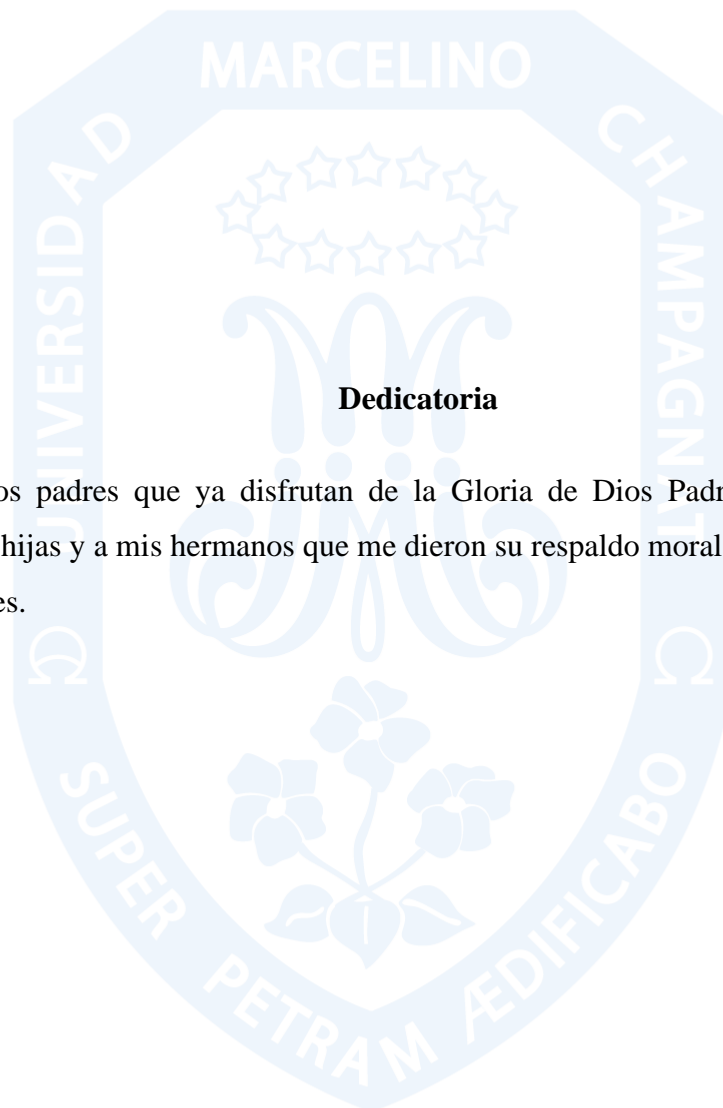 MARCELINO
UNIVERSIDAD
CHAMPAGNAT
Dedicatoria
os padres que ya disfrutan de la Gloria de Dios Padr
hijas y a mis hermanos que me dieron su respaldo moral
es.
SUPER PETRAM ÆDIFICABO